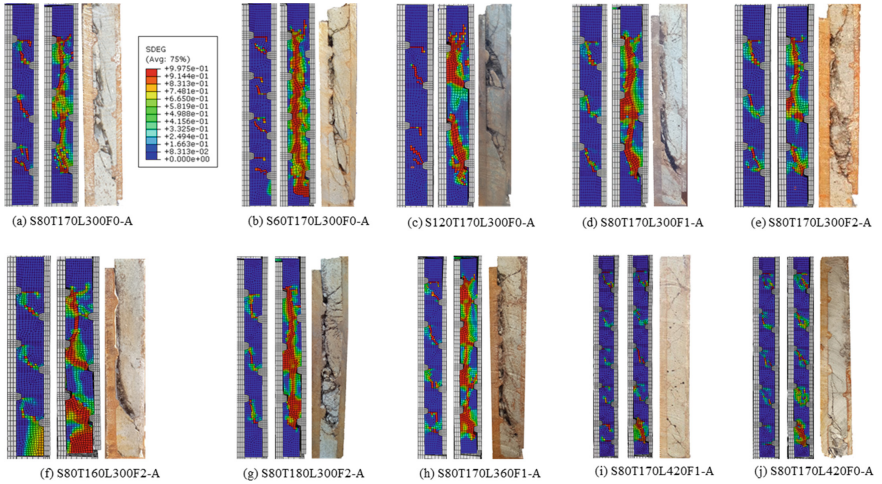 SDEG
(Avg: 75%)
+9.975e-01
+9.144e-01
+8.313e-01
+7.481e-01
+6.650e-01
+5.819e-01
+4.988e-01
+4.156e-01
+3.325e-01
+2.494e-01
+1.663e-01
+8.313e-02
+0.000e+00
(a) S80T170L300F0-A
(b) S60T170L300F0-A
(c) S120T170L300F0-A
(d) S80T170L300F1-A
(e) S80T170L300F2-A
(f) S80T160L300F2-A
(g) S80T180L300F2-A
(h) S80T170L360F1-A
(i) S80T170L420F1-A
(j) S80T170L420F0-A